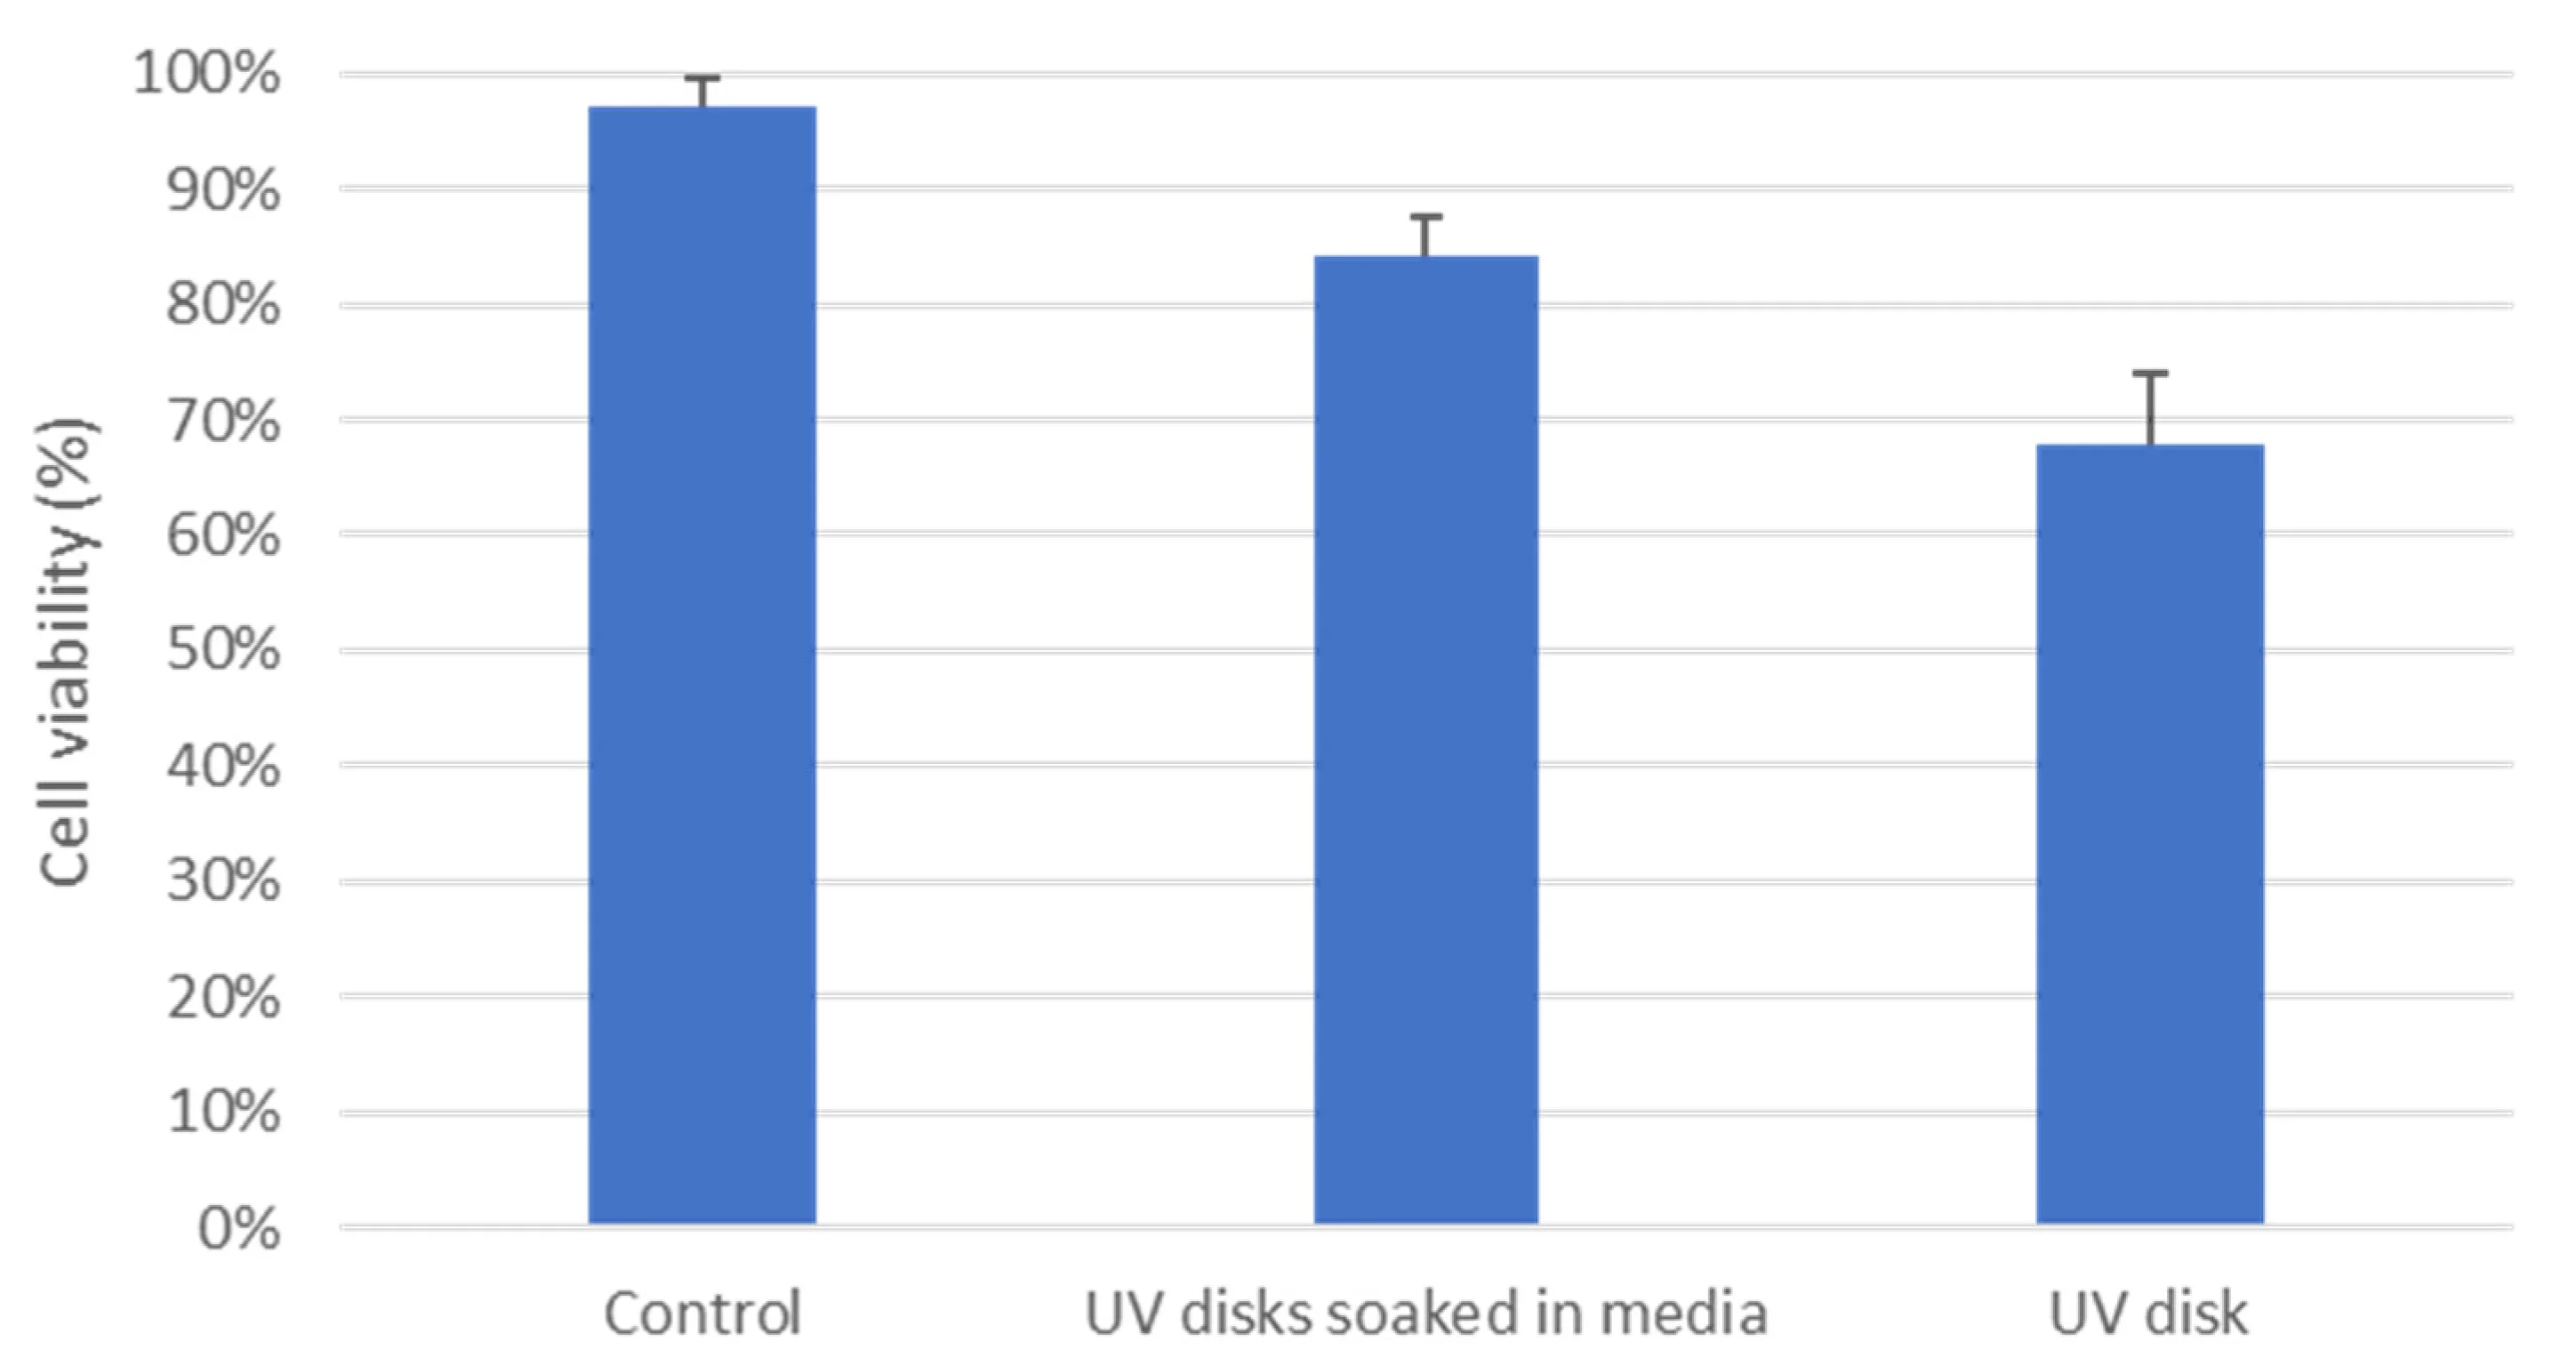 100%
90%
80%
70%
60%
50%
40%
30%
20%
10%
0%
Cell viability (%)
Control
UV disks soaked in media
UV disk